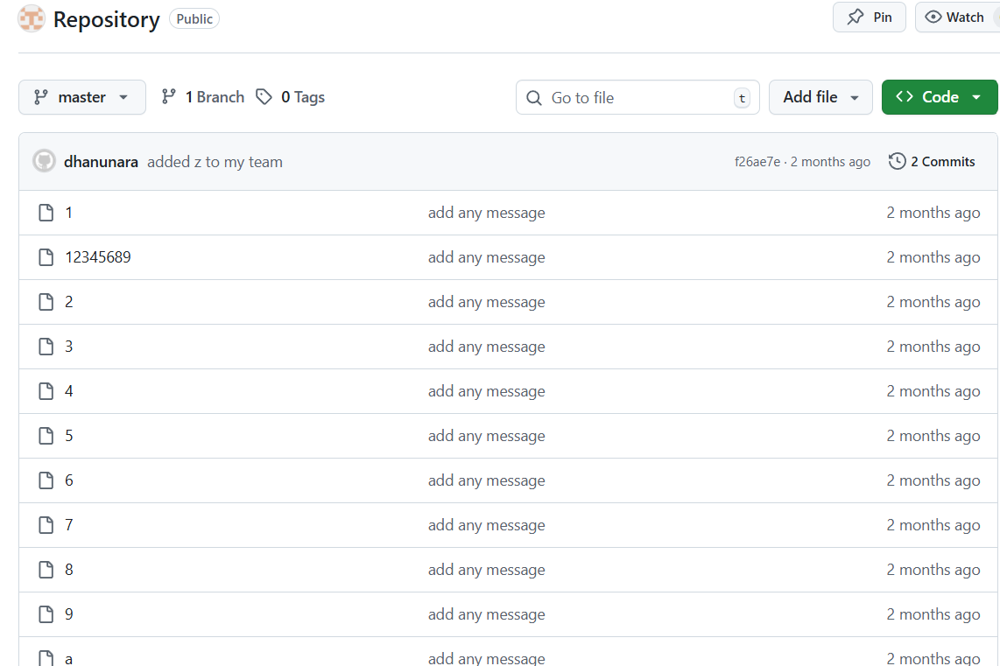 Repository Public Pin Watch
master 1 Branch 0 Tags Go to file t Add file <> Code
dhanunara added z to my team f26ae7e · 2 months ago 2 Commits
1 add any message 2 months ago
12345689 add any message 2 months ago
2 add any message 2 months ago
3 add any message 2 months ago
4 add any message 2 months ago
5 add any message 2 months ago
6 add any message 2 months ago
7 add any message 2 months ago
8 add any message 2 months ago
9 add any message 2 months ago
a add any message 2 months ago